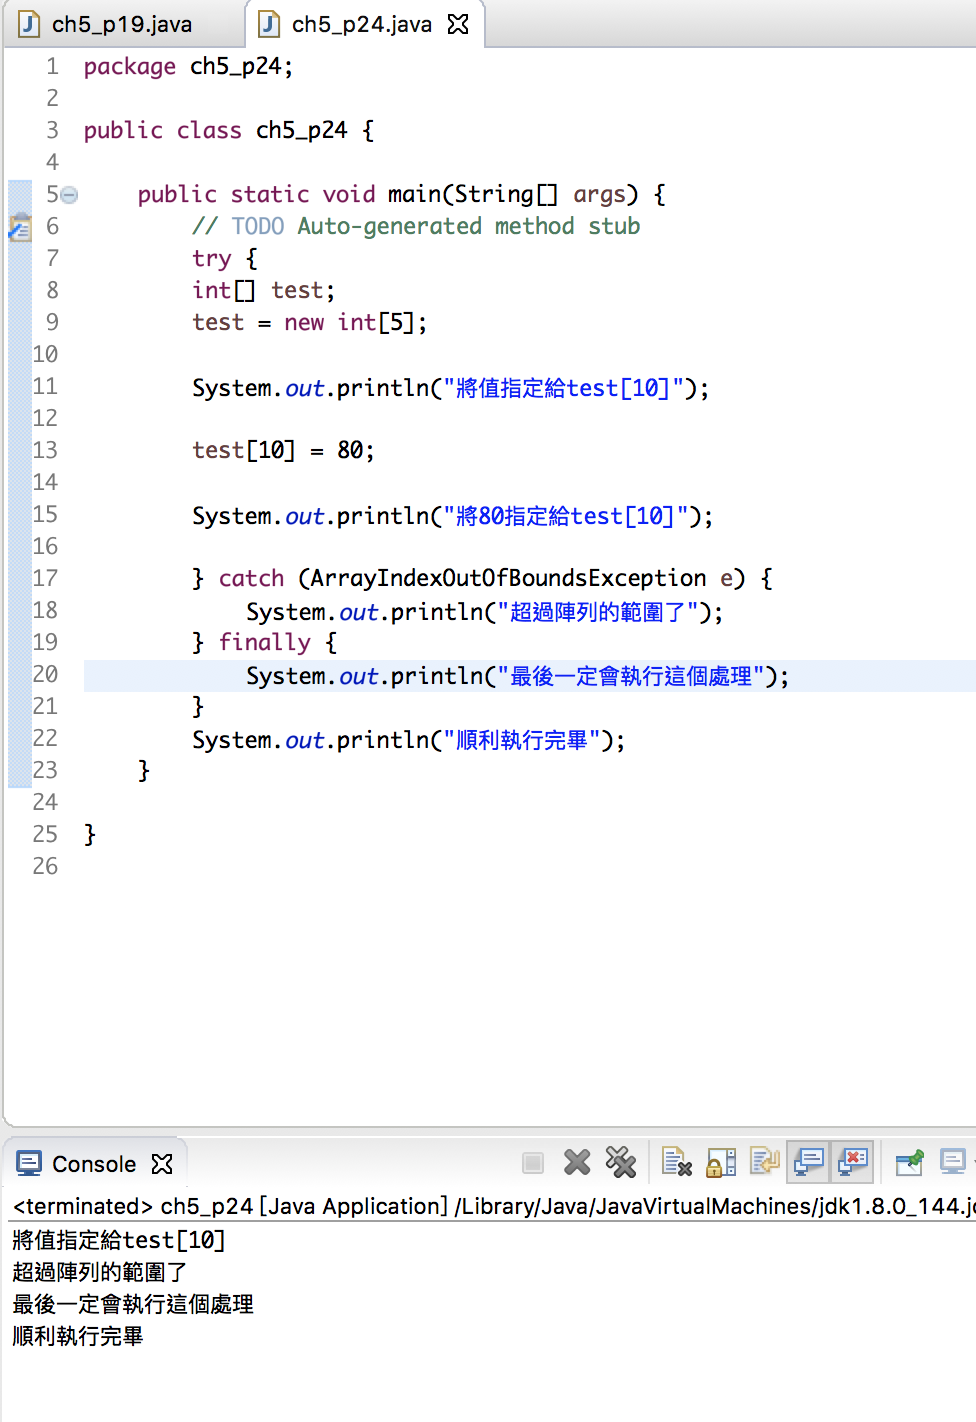 ch5_p19.java
ch5_p24.java
1 package ch5_p24;
2
3 public class ch5_p24 {
4
5 public static void main(String[] args) {
6 // TODO Auto-generated method stub
7 try {
8 int[] test;
9 test = new int[5];
10
11 System.out.println("將值指定給test[10]");
12
13 test[10] = 80;
14
15 System.out.println("將80指定給test[10]");
16
17 } catch (ArrayIndexOutOfBoundsException e) {
18 System.out.println("超過陣列的範圍了");
19 } finally {
20 System.out.println("最後一定會執行這個處理");
21 }
22 System.out.println("順利執行完畢");
23 }
24
25 }
26
Console
<terminated> ch5_p24 [Java Application] /Library/Java/JavaVirtualMachines/jdk1.8.0_144.j
將值指定給test[10]
超過陣列的範圍了
最後一定會執行這個處理
順利執行完畢